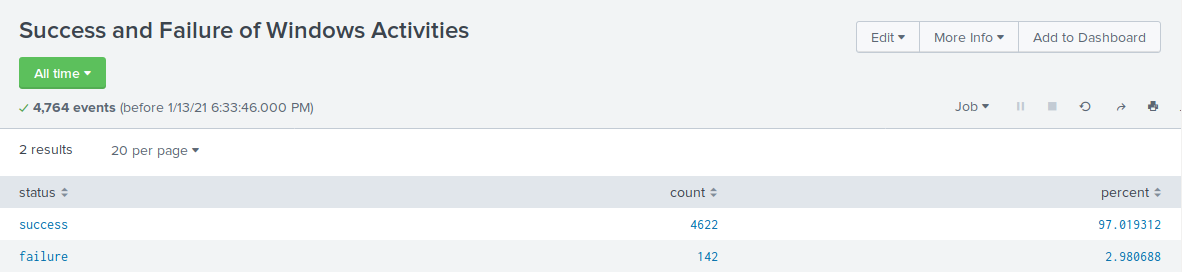 Success and Failure of Windows Activities
Edit More Info Add to Dashboard
All time
4,764 events (before 1/13/21 6:33:46.000 PM)
Job
2 results 20 per page
status count percent
success 4622 97.019312
failure 142 2.980688